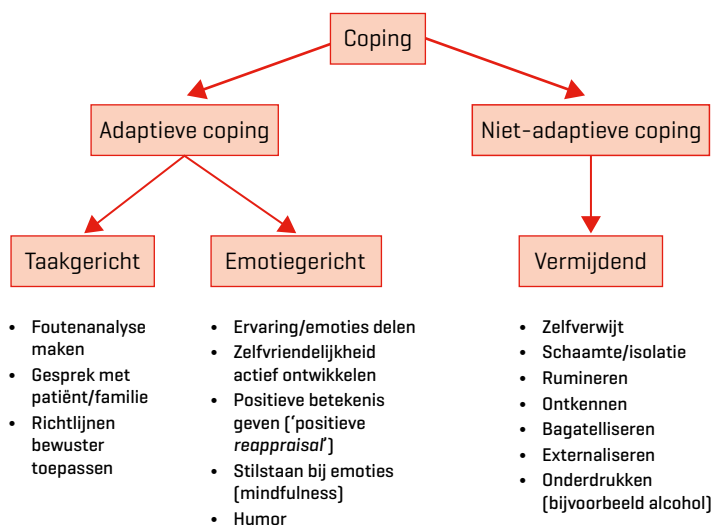 Coping
Adaptieve coping
Niet-adaptieve coping
Taakgericht
Emotiegericht
Vermijdend
• Foutenanalyse
maken
• Gesprek met
patiënt/familie
• Richtlijnen
bewuster
toepassen
• Ervaring/emoties delen
• Zelfvriendelijkheid
actief ontwikkelen
• Positieve betekenis
geven (‘positieve
reappraisal’)
• Stilstaan bij emoties
(mindfulness)
• Humor
• Zelfverwijt
• Schaamte/isolatie
• Rumineren
• Ontkennen
• Bagatelliseren
• Externaliseren
• Onderdrukken
(bijvoorbeeld alcohol)